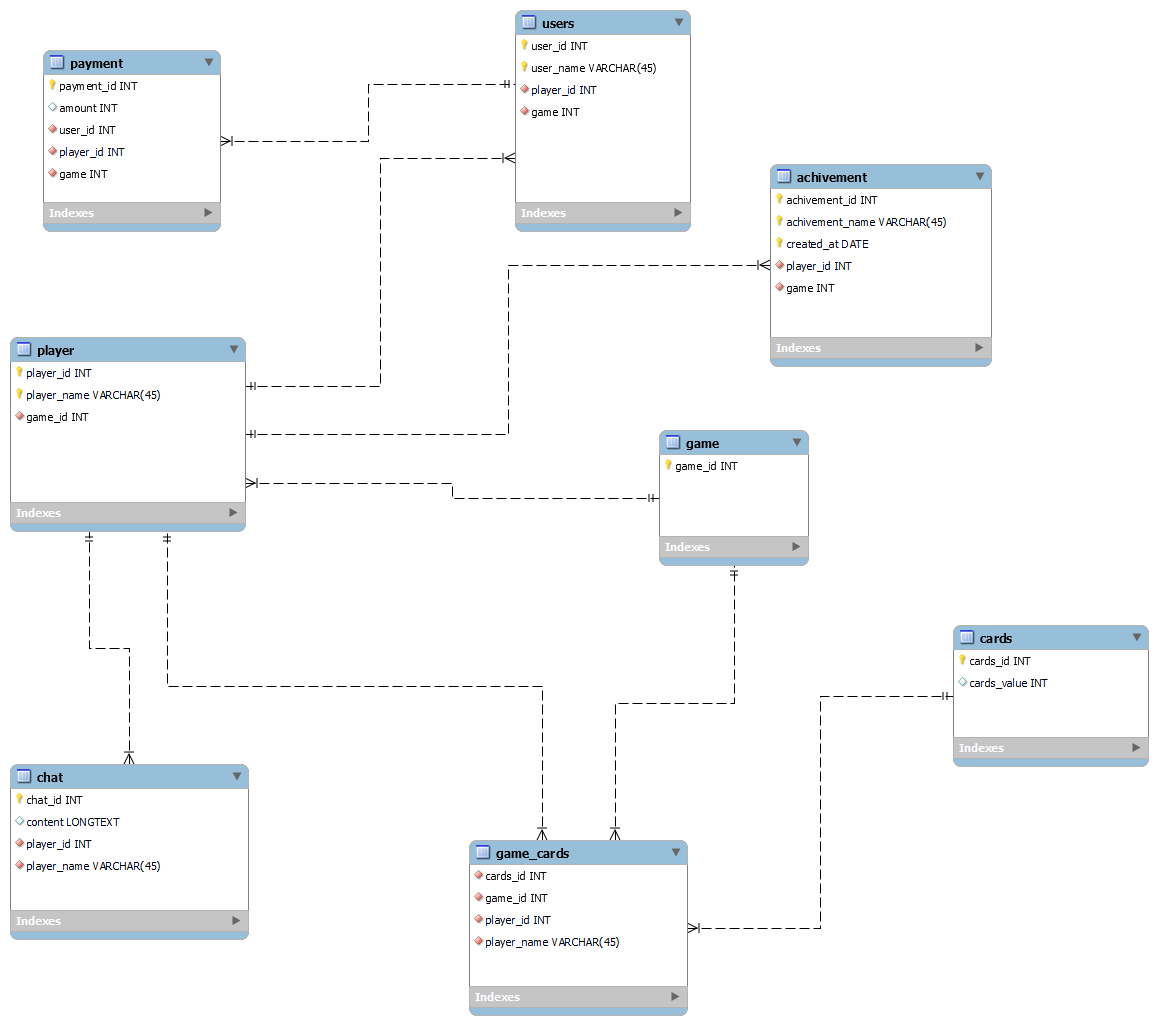 users
user_id INT
user_name VARCHAR(45)
player_id INT
game INT
Indexes
payment
payment_id INT
amount INT
user_id INT
player_id INT
game INT
Indexes
achivement
achivement_id INT
achivement_name VARCHAR(45)
created_at DATE
player_id INT
game INT
Indexes
player
player_id INT
player_name VARCHAR(45)
game_id INT
Indexes
game
game_id INT
Indexes
cards
cards_id INT
cards_value INT
Indexes
chat
chat_id INT
content LONGTEXT
player_id INT
player_name VARCHAR(45)
Indexes
game_cards
cards_id INT
game_id INT
player_id INT
player_name VARCHAR(45)
Indexes